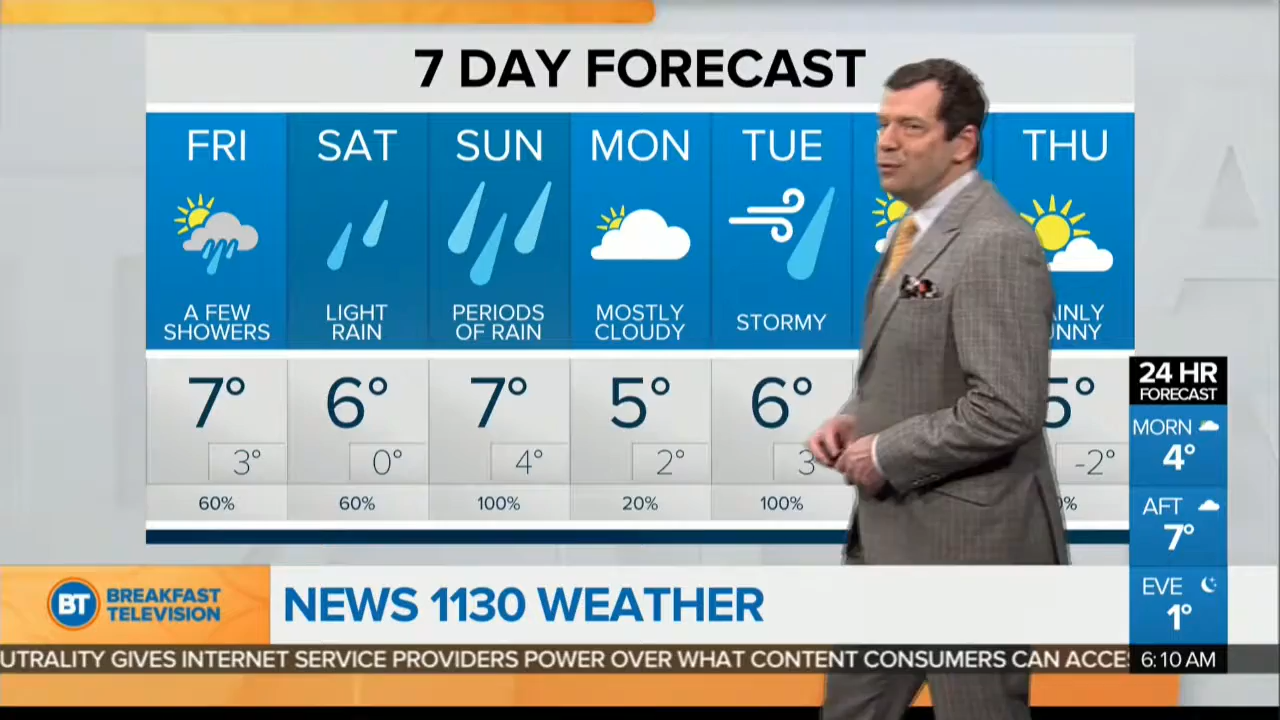 7 DAY FORECAST
FRI SAT SUN MON TUE THU
A FEW SHOWERS
LIGHT RAIN
PERIODS OF RAIN
MOSTLY CLOUDY
STORMY
7° 6° 7° 5° 6°
3° 0° 4° 2° 3 -2°
60% 60% 100% 20% 100%
24 HR
FORECAST
MORN
4°
AFT
7°
EVE
1°
BT BREAKFAST
TELEVISION
NEWS 1130 WEATHER
UTRALITY GIVES INTERNET SERVICE PROVIDERS POWER OVER WHAT CONTENT CONSUMERS CAN ACCE
6:10 AM